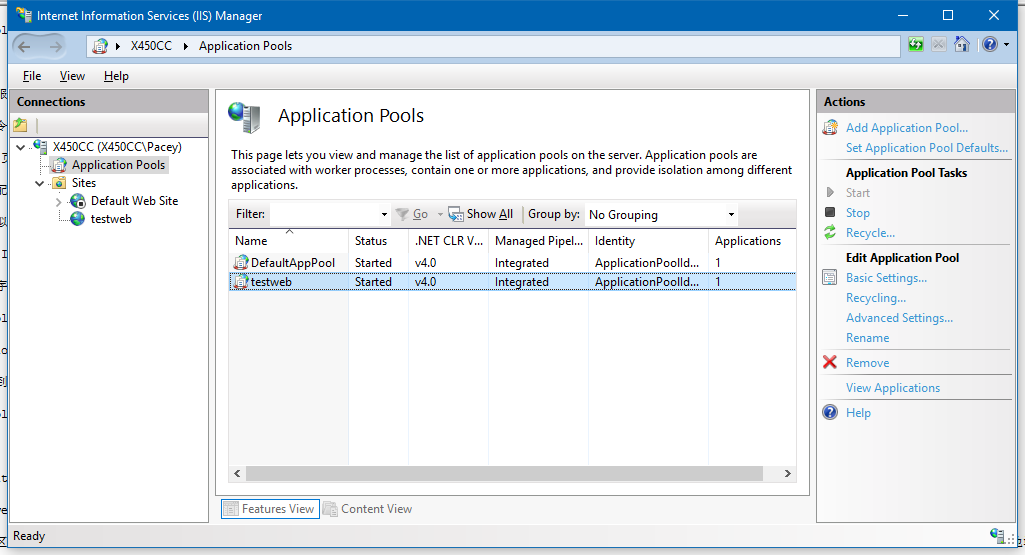 Internet Information Services (IIS) Manager
X450CC
Application Pools
File View Help
Connections
X450CC (X450CC\Pacey)
Application Pools
Sites
Default Web Site
testweb
Application Pools
This page lets you view and manage the list of application pools on the server. Application pools are
associated with worker processes, contain one or more applications, and provide isolation among different
applications.
Filter: Go Show All Group by: No Grouping
Name Status .NET CLR V... Managed Pipel... Identity Applications
DefaultAppPool Started v4.0 Integrated ApplicationPoolId... 1
testweb Started v4.0 Integrated ApplicationPoolId... 1
Features View Content View
Actions
Add Application Pool...
Set Application Pool Defaults...
Application Pool Tasks
Start
Stop
Recycle...
Edit Application Pool
Basic Settings...
Recycling...
Advanced Settings...
Rename
Remove
View Applications
Help
Ready